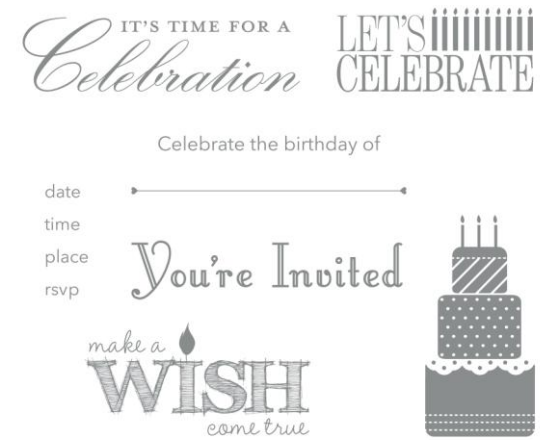 IT'S TIME FOR A
Celebration
LET'S
CELEBRATE
Celebrate the birthday of
date
time
place
rsvp
You're Invited
make a
WISH
come true